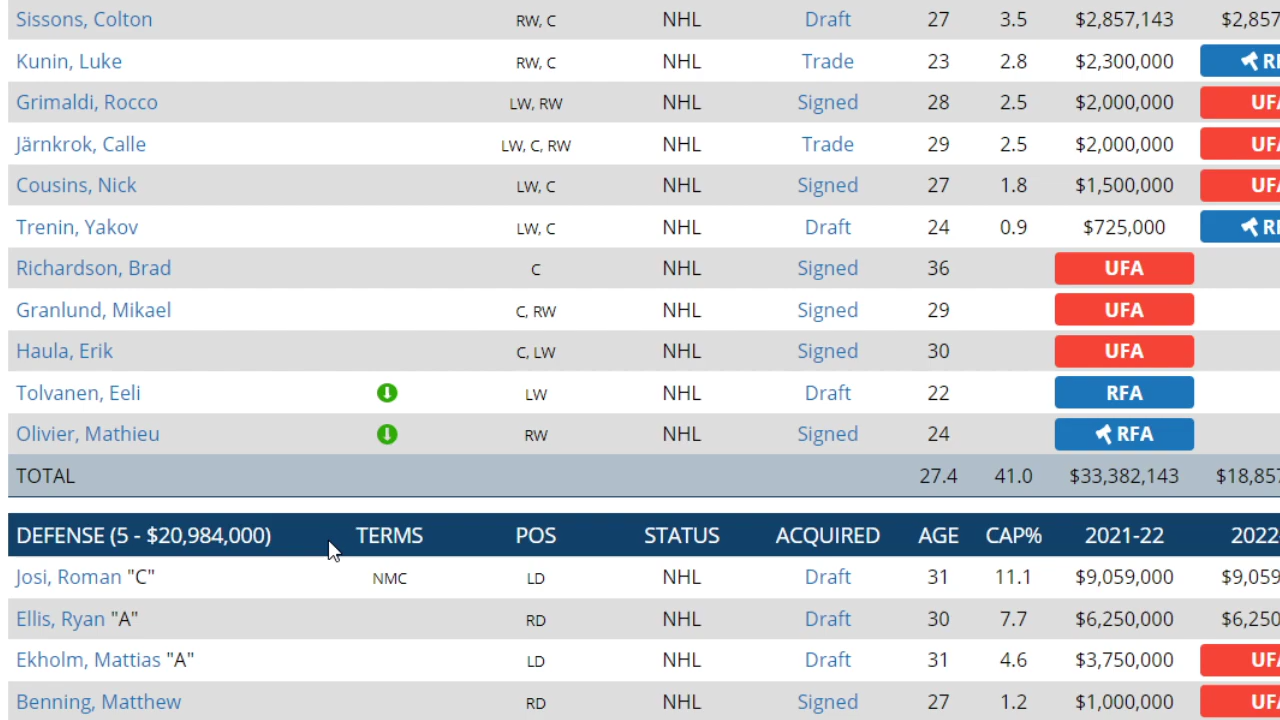 Sissons, Colton RW, C NHL Draft 27 3.5 $2,857,143 $2,857
Kunin, Luke RW, C NHL Trade 23 2.8 $2,300,000
Grimaldi, Rocco LW, RW NHL Signed 28 2.5 $2,000,000
Järnkrok, Calle LW, C, RW NHL Trade 29 2.5 $2,000,000
Cousins, Nick LW, C NHL Signed 27 1.8 $1,500,000
Trenin, Yakov LW, C NHL Draft 24 0.9 $725,000
Richardson, Brad C NHL Signed 36 UFA
Granlund, Mikael C, RW NHL Signed 29 UFA
Haula, Erik C, LW NHL Signed 30 UFA
Tolvanen, Eeli LW NHL Draft 22 RFA
Olivier, Mathieu RW NHL Signed 24 RFA
TOTAL 27.4 41.0 $33,382,143 $18,857
DEFENSE (5 - $20,984,000) TERMS POS STATUS ACQUIRED AGE CAP% 2021-22 2022-
Josi, Roman "C" NMC LD NHL Draft 31 11.1 $9,059,000 $9,059
Ellis, Ryan "A" RD NHL Draft 30 7.7 $6,250,000 $6,250
Ekholm, Mattias "A" LD NHL Draft 31 4.6 $3,750,000
Benning, Matthew RD NHL Signed 27 1.2 $1,000,000